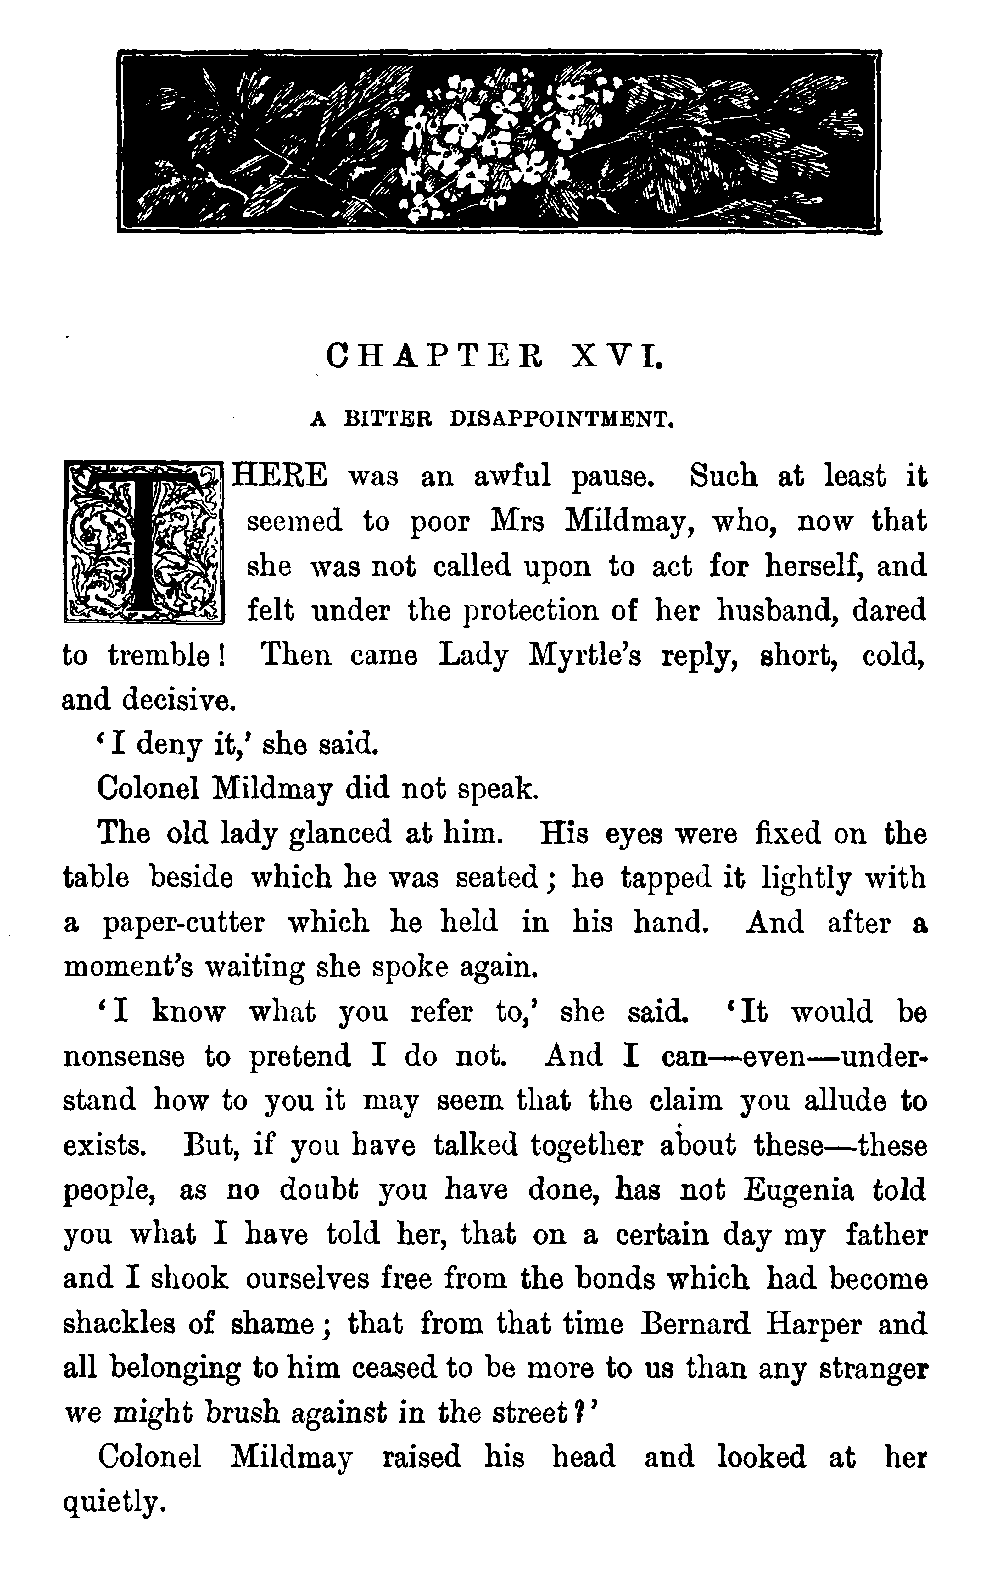 CHAPTER XVI.
A BITTER DISAPPOINTMENT.
THERE was an awful pause. Such at least it
seemed to poor Mrs Mildmay, who, now that
she was not called upon to act for herself, and
felt under the protection of her husband, dared
to tremble! Then came Lady Myrtle's reply, short, cold,
and decisive.
'I deny it,' she said.
Colonel Mildmay did not speak.
The old lady glanced at him. His eyes were fixed on the
table beside which he was seated; he tapped it lightly with
a paper-cutter which he held in his hand. And after a
moment's waiting she spoke again.
'I know what you refer to,' she said. 'It would be
nonsense to pretend I do not. And I can—even—under-
stand how to you it may seem that the claim you allude to
exists. But, if you have talked together about these—these
people, as no doubt you have done, has not Eugenia told
you what I have told her, that on a certain day my father
and I shook ourselves free from the bonds which had become
shackles of shame; that from that time Bernard Harper and
all belonging to him ceased to be more to us than any stranger
we might brush against in the street?'
Colonel Mildmay raised his head and looked at her
quietly.